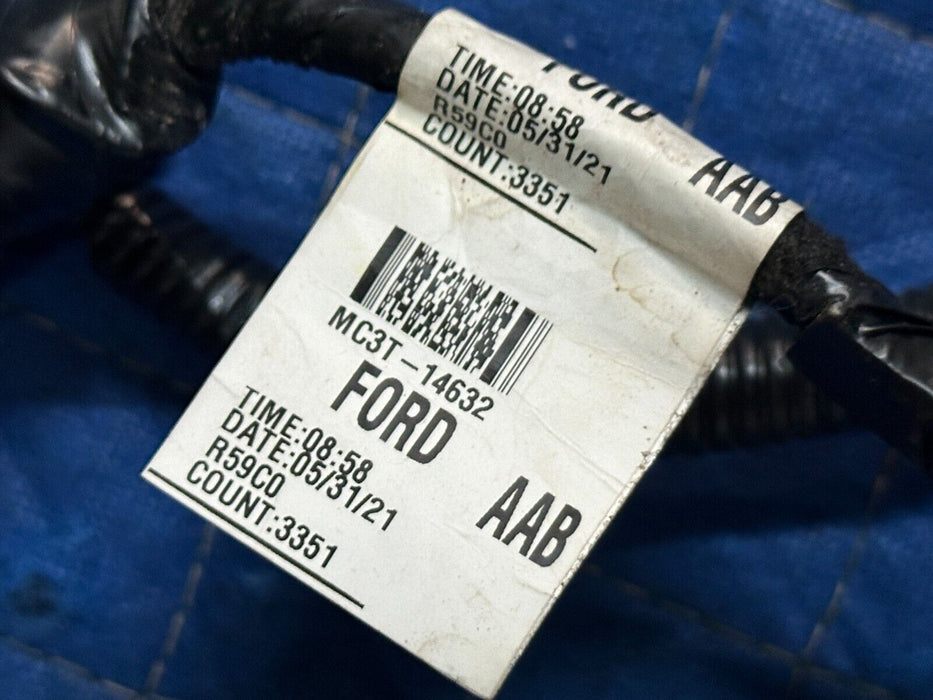 FORD
TIME:08:58
DATE:05/31/21
R59C0
COUNT:3351
AAB
MC3T-14632
FORD
TIME:08:58
DATE:05/31/21
R59C0
COUNT:3351
AAB